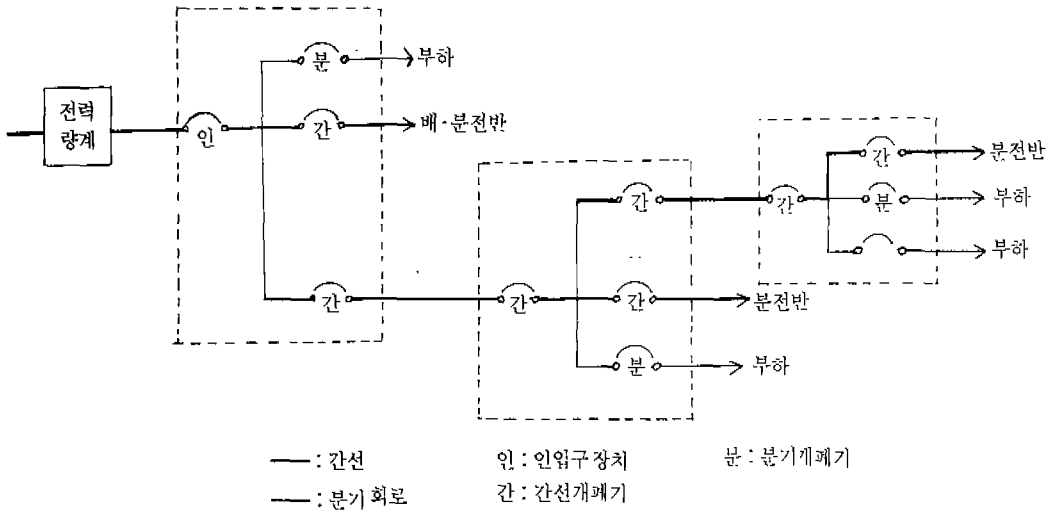 전력
량계
인
분
부하
간
배·분전반
간
간
간
간
분전반
분
부하
간
간
분전반
분
부하
부하
: 간선
인 : 인입구장치
분 : 분기개폐기
: 분기회로
간 : 간선개폐기